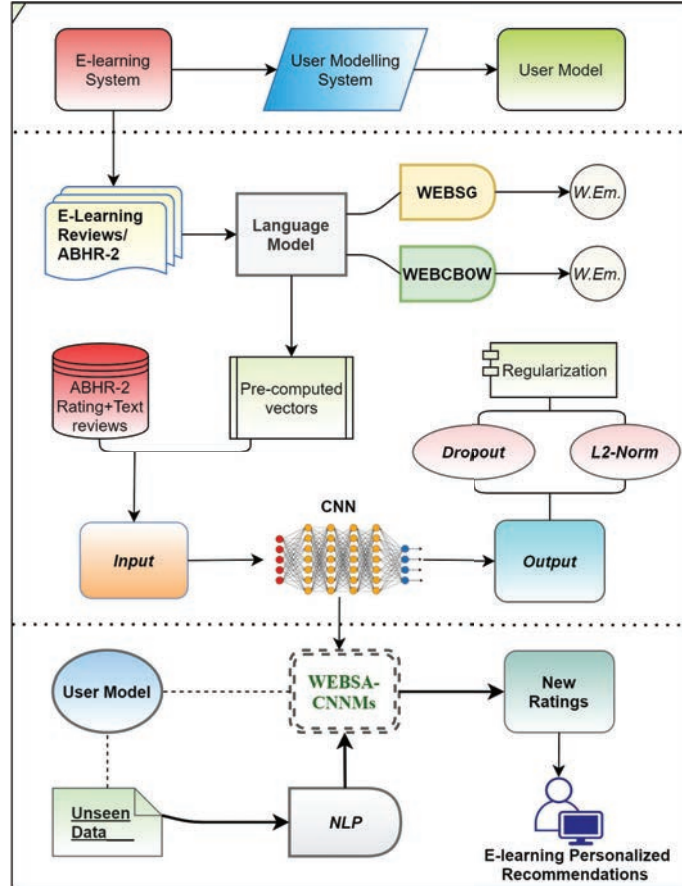 E-learning
System
User Modelling
System
User Model
E-Learning
Reviews/
ABHR-2
Language
Model
WEBSG
W.Em.
WEBCBOW
W.Em.
ABHR-2
Rating+Text
reviews
Pre-computed
vectors
Regularization
Dropout
L2-Norm
CNN
Input
Output
User Model
WEBSA-
CNNMs
New
Ratings
Unseen
Data
NLP
E-learning Personalized
Recommendations